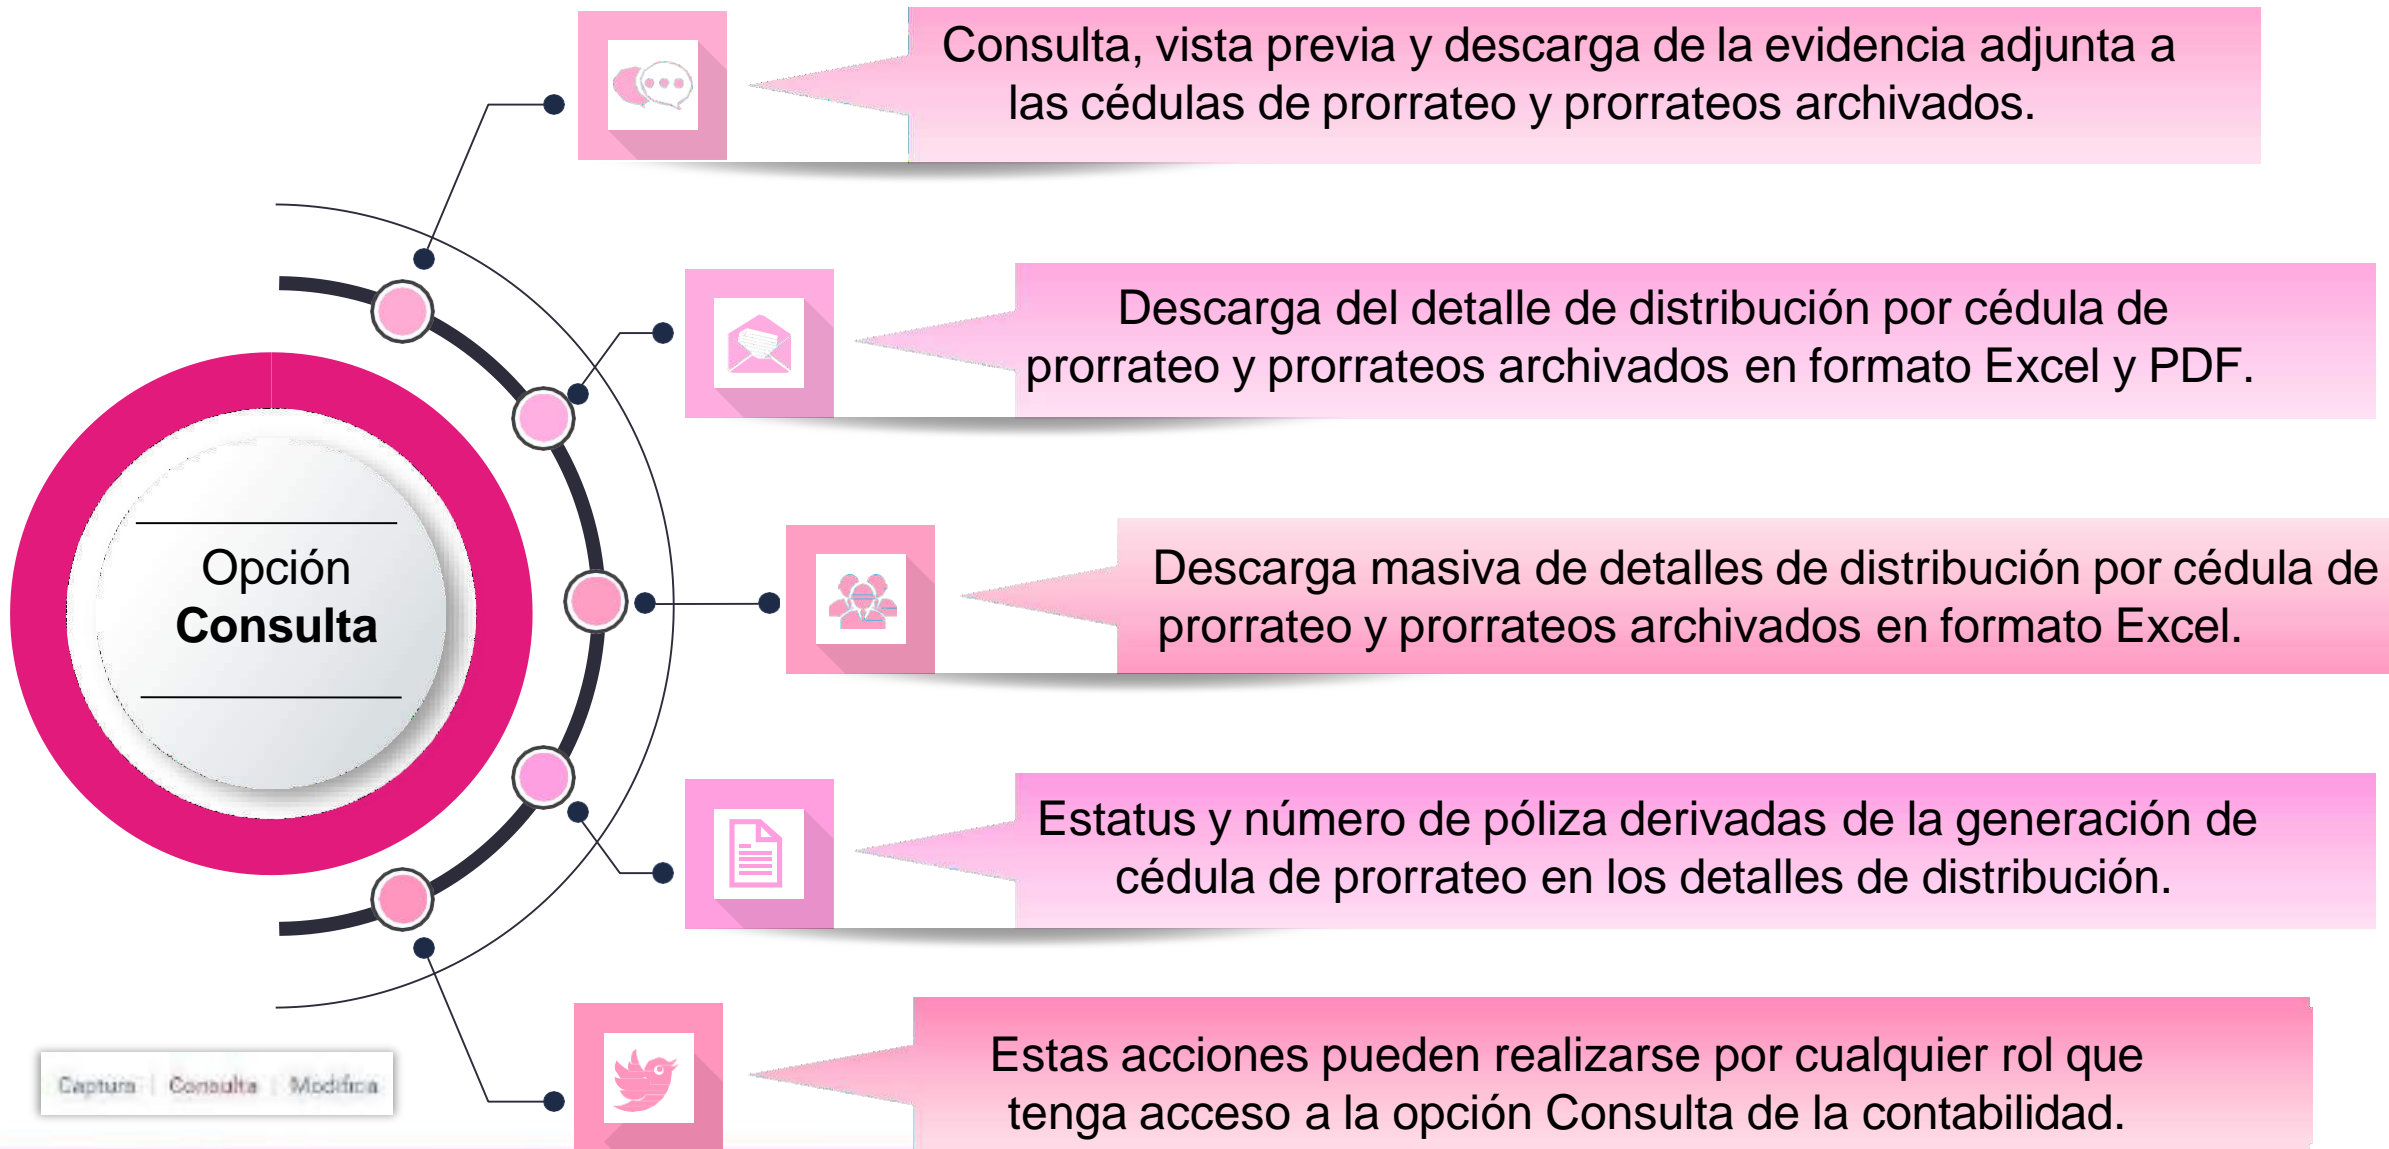 Consulta, vista previa y descarga de la evidencia adjunta a
las cédulas de prorrateo y prorrateos archivados.
Descarga del detalle de distribución por cédula de
prorrateo y prorrateos archivados en formato Excel y PDF.
Opción
Consulta
Descarga masiva de detalles de distribución por cédula de
prorrateo y prorrateos archivados en formato Excel.
Estatus y número de póliza derivadas de la generación de
cédula de prorrateo en los detalles de distribución.
Estas acciones pueden realizarse por cualquier rol que
tenga acceso a la opción Consulta de la contabilidad.
Captura | Consulta | Modifica